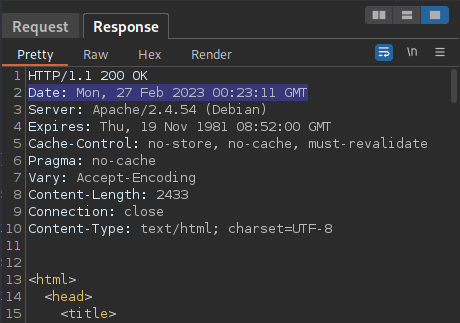 Request Response
Pretty Raw Hex Render \n
1 HTTP/1.1 200 OK
2 Date: Mon, 27 Feb 2023 00:23:11 GMT
3 Server: Apache/2.4.54 (Debian)
4 Expires: Thu, 19 Nov 1981 08:52:00 GMT
5 Cache-Control: no-store, no-cache, must-revalidate
6 Pragma: no-cache
7 Vary: Accept-Encoding
8 Content-Length: 2433
9 Connection: close
10 Content-Type: text/html; charset=UTF-8
11
12
13 <html>
14 <head>
15 <title>